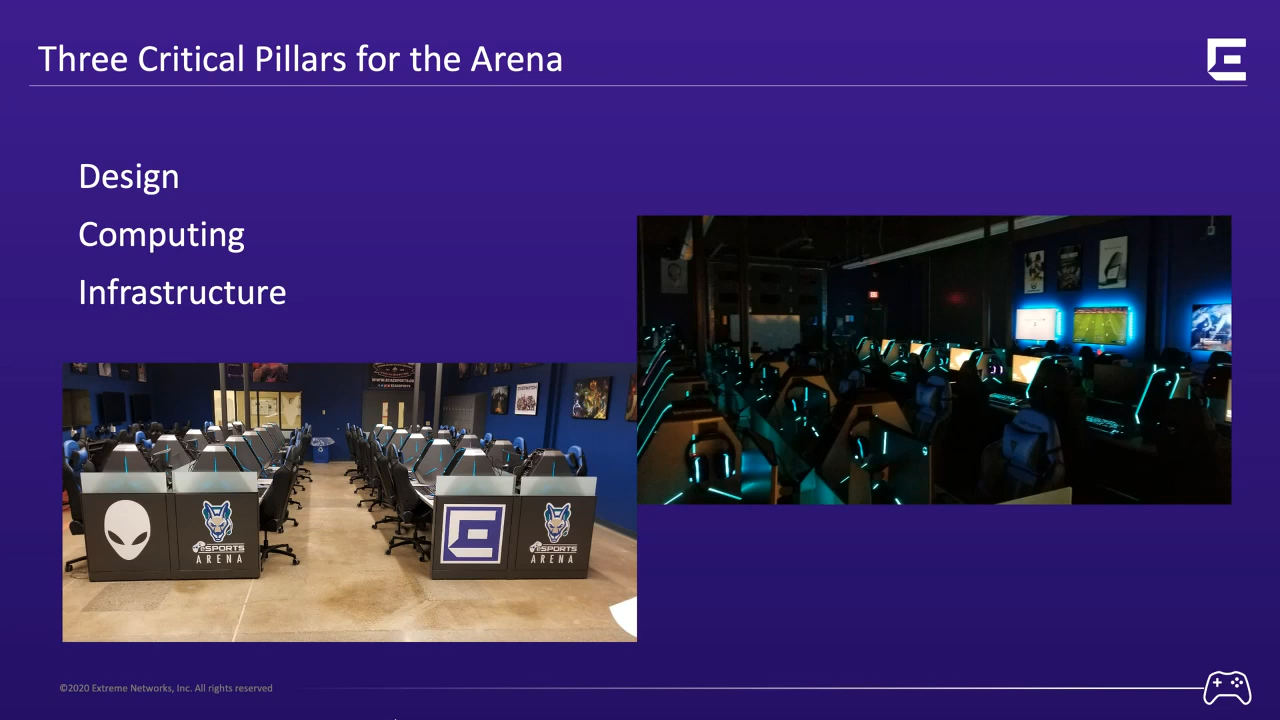 Three Critical Pillars for the Arena
Design
Computing
Infrastructure
ESPORTS
ARENA
ESPORTS
ARENA
©2020 Extreme Networks, Inc. All rights reserved